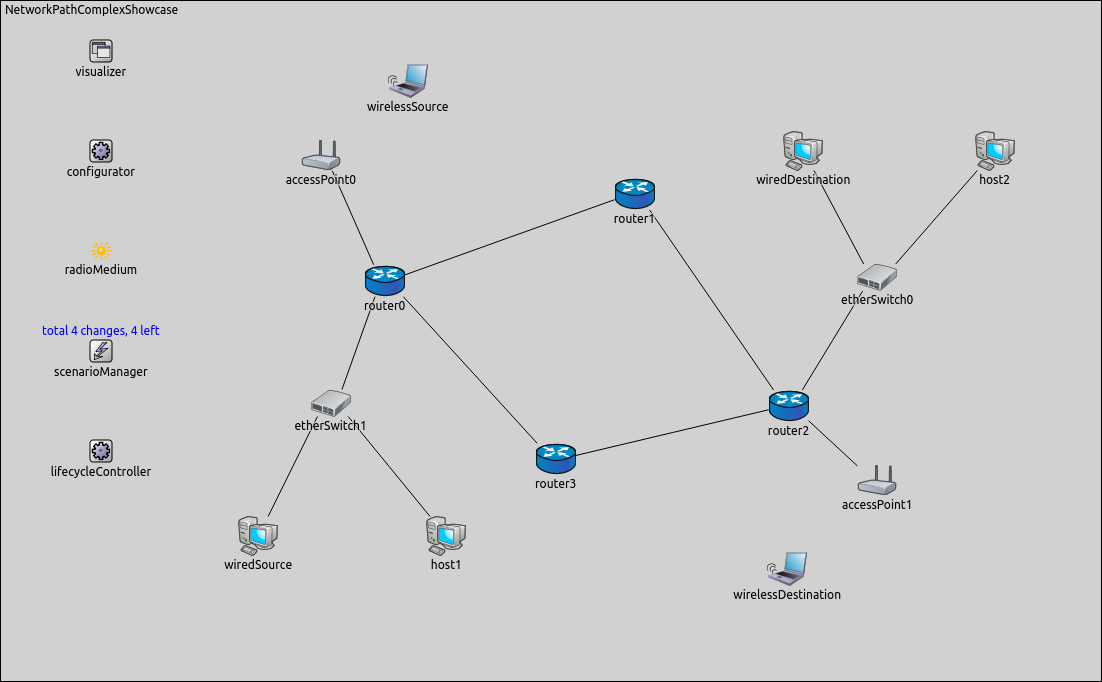 NetworkPathComplexShowcase
visualizer
wirelessSource
configurator
accessPoint0
wiredDestination
host2
router1
radioMedium
router0
etherSwitch0
total 4 changes, 4 left
scenarioManager
etherSwitch1
router2
lifecycleController
router3
accessPoint1
wiredSource
host1
wirelessDestination